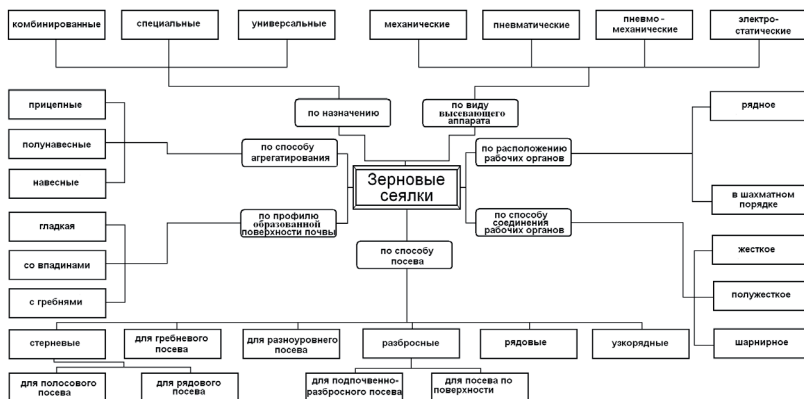 комбинированные
специальные
универсальные
механические
пневматические
пневмо-
механические
электро-
статические
прицепные
полунавесные
навесные
по назначению
по виду
высевающего
аппарата
рядное
в шахматном
порядке
по способу
агрегатирования
по расположению
рабочих органов
Зерновые
сеялки
гладкая
со впадинами
с гребнями
по профилю
образованной
поверхности почвы
по способу
соединения
рабочих органов
по способу
посева
жесткое
полужесткое
шарнирное
стерневые
для гребневого
посева
для разноуровнего
посева
разбросные
рядовые
узкорядные
для полосового
посева
для рядового
посева
для подпочвенно-
разбросного посева
для посева по
поверхности